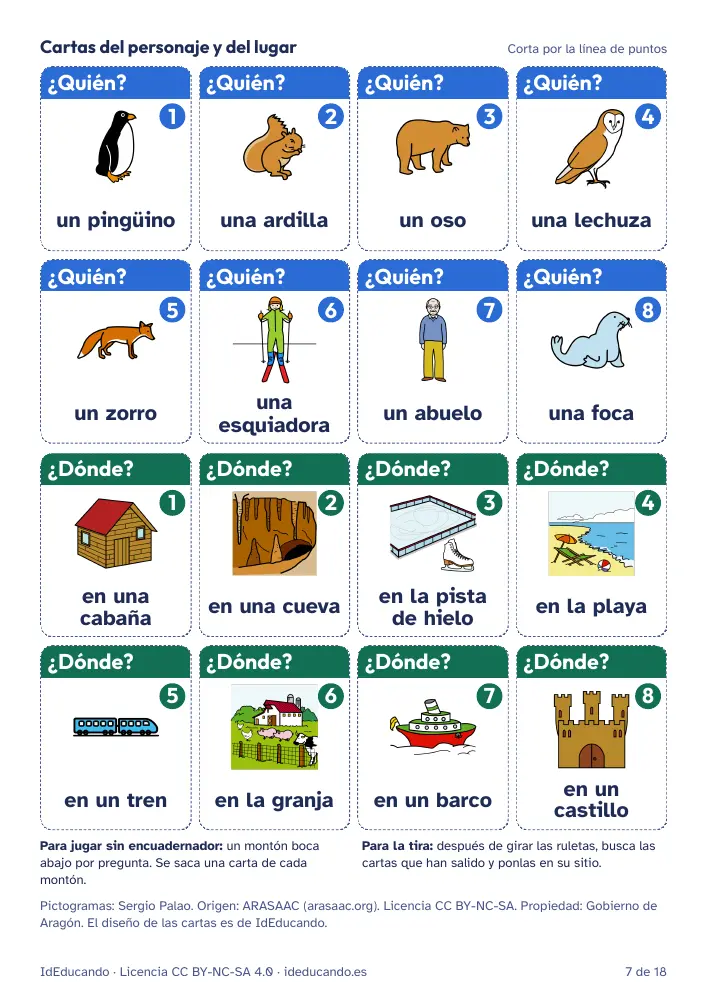 Cartas del personaje y del lugar
Corta por la línea de puntos
¿Quién?
1
un pingüino
¿Quién?
2
una ardilla
¿Quién?
3
un oso
¿Quién?
4
una lechuza
¿Quién?
5
un zorro
¿Quién?
6
una
esquiadora
¿Quién?
7
un abuelo
¿Quién?
8
una foca
¿Dónde?
1
en una
cabaña
¿Dónde?
2
en una cueva
¿Dónde?
3
en la pista
de hielo
¿Dónde?
4
en la playa
¿Dónde?
5
en un tren
¿Dónde?
6
en la granja
¿Dónde?
7
en un barco
¿Dónde?
8
en un
castillo
Para jugar sin encuadernador: un montón boca
abajo por pregunta. Se saca una carta de cada
montón.
Para la tira: después de girar las ruletas, busca las
cartas que han salido y ponlas en su sitio.
Pictogramas: Sergio Palao. Origen: ARASAAC (arasaac.org). Licencia CC BY-NC-SA. Propiedad: Gobierno de
Aragón. El diseño de las cartas es de IdEducando.
IdEducando · Licencia CC BY-NC-SA 4.0 · ideducando.es
7 de 18